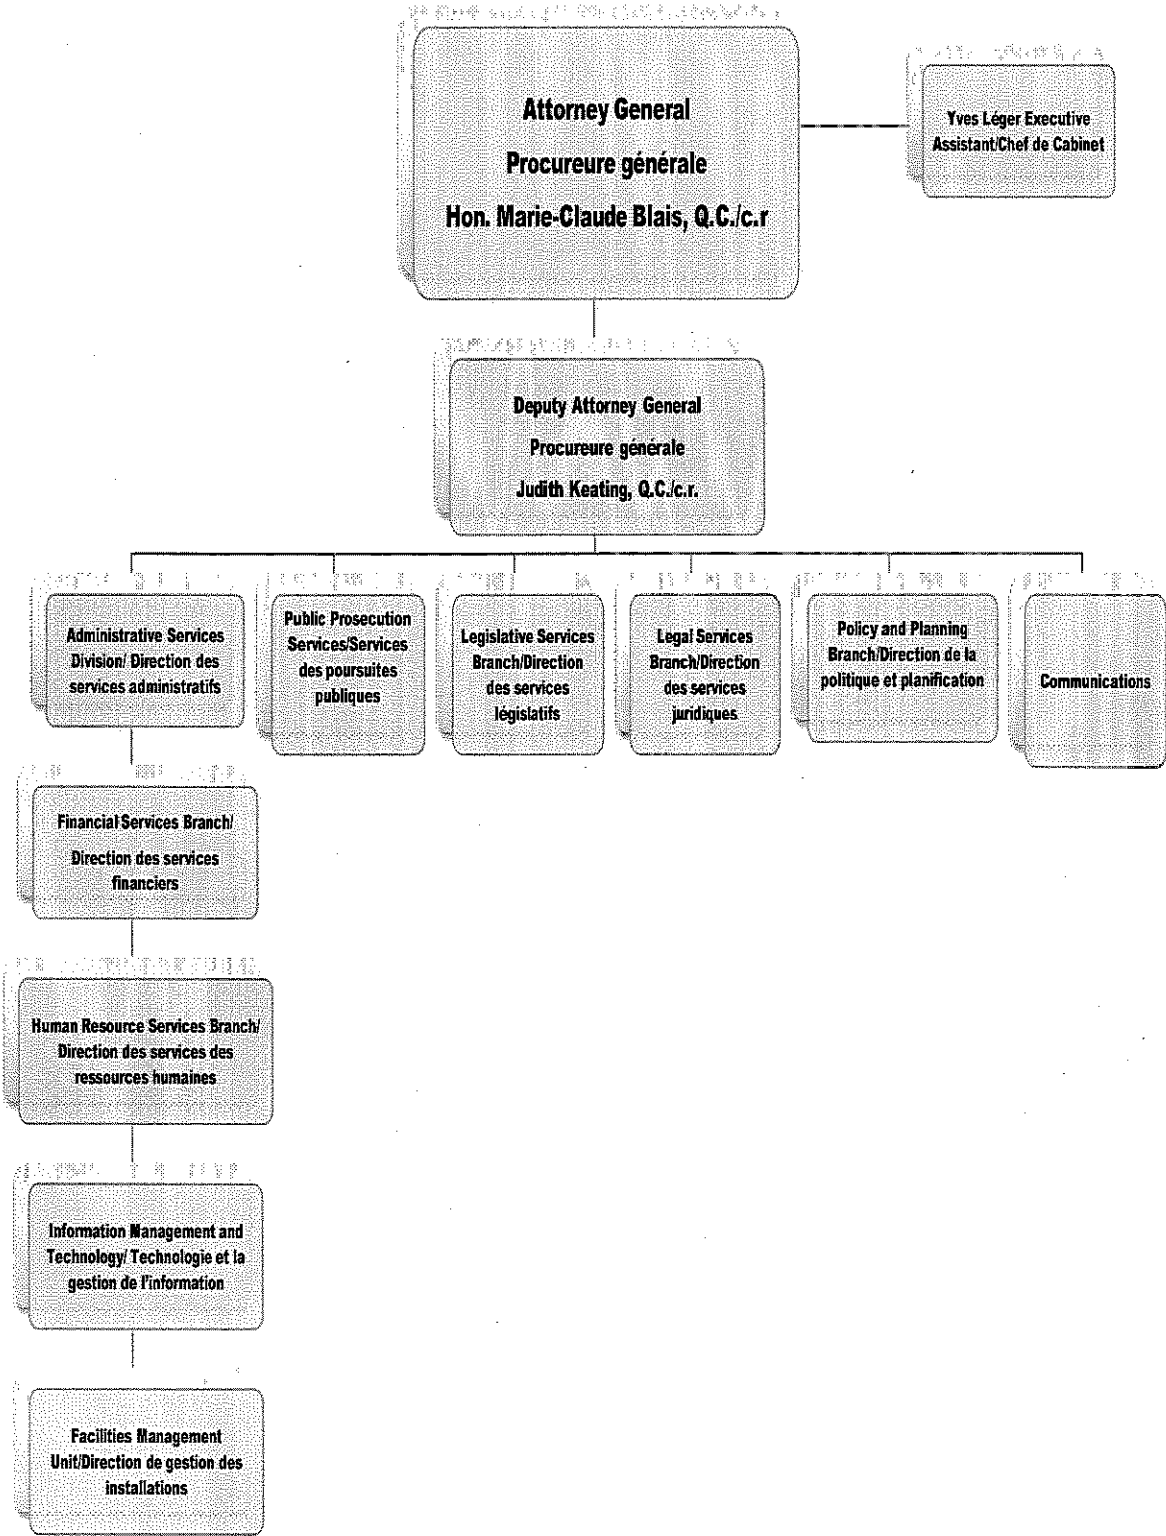 Attorney General
Procureure générale
Hon. Marie-Claude Blais, Q.C./c.r
Yves Léger Executive
Assistant/Chef de Cabinet
Deputy Attorney General
Procureure générale
Judith Keating, Q.C./c.r.
Administrative Services
Division/ Direction des
services administratifs
Public Prosecution
Services/Services
des poursuites
publiques
Legislative Services
Branch/Direction
des services
législatifs
Legal Services
Branch/Direction
des services
juridiques
Policy and Planning
Branch/Direction de la
politique et planification
Communications
Financial Services Branch/
Direction des services
financiers
Human Resource Services Branch/
Direction des services des
ressources humaines
Information Management and
Technology/ Technologie et la
gestion de l'information
Facilities Management
Unit/Direction de gestion des
installations